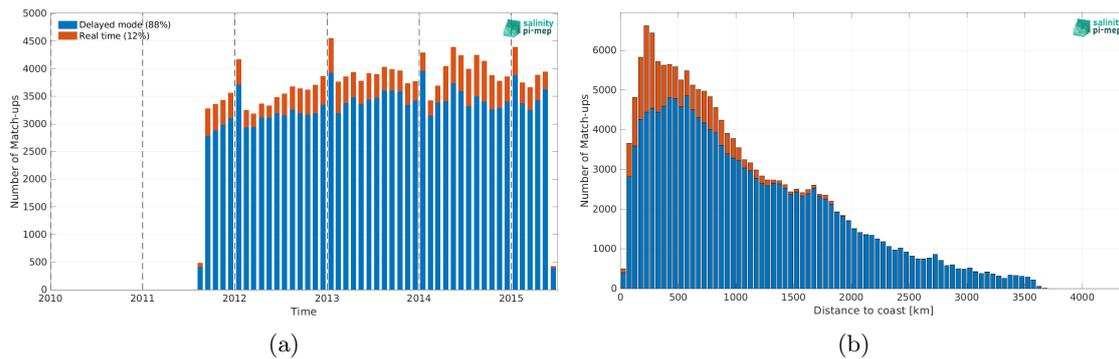 Delayed mode (88%)
Real time (12%)
salinity
pi-mep
5000
4500
4000
3500
3000
2500
2000
1500
1000
500
0
Number of Match-ups
2010 2011 2012 2013 2014 2015
Time
(a)
salinity
pi-mep
6000
5000
4000
3000
2000
1000
0
Number of Match-ups
0 500 1000 1500 2000 2500 3000 3500 4000
Distance to coast [km]
(b)